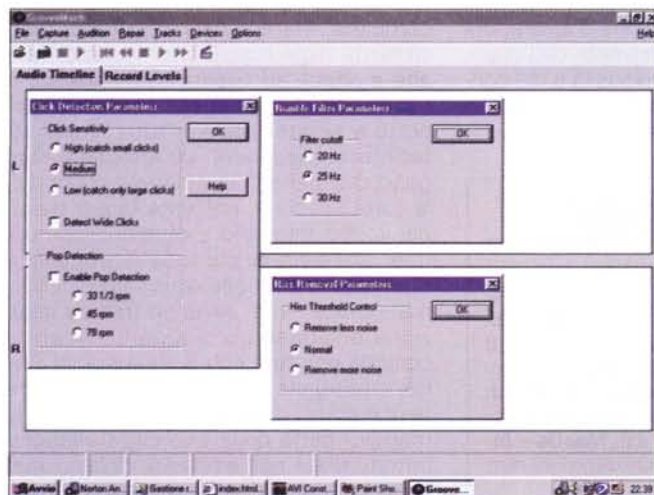 GrooveMech
File Capture Audition Repair Tracks Devices Options Help
Audio Timeline Record Levels
L
Click Detection Parameters
Click Sensitivity
High (catch small clicks)
Medium
Low (catch only large clicks)
Detect Wide Clicks
OK
Help
Pop Detection
Enable Pop Detection
33 1/3 rpm
45 rpm
78 rpm
Rumble Filter Parameters
Filter cutoff
20 Hz
25 Hz
30 Hz
OK
R
Hiss Removal Parameters
Hiss Threshold Control
Remove less noise
Normal
Remove more noise
OK
Avvio Norton An... Gestione r... index.html... AVI Const... Paint Sho... Groove... 22.39